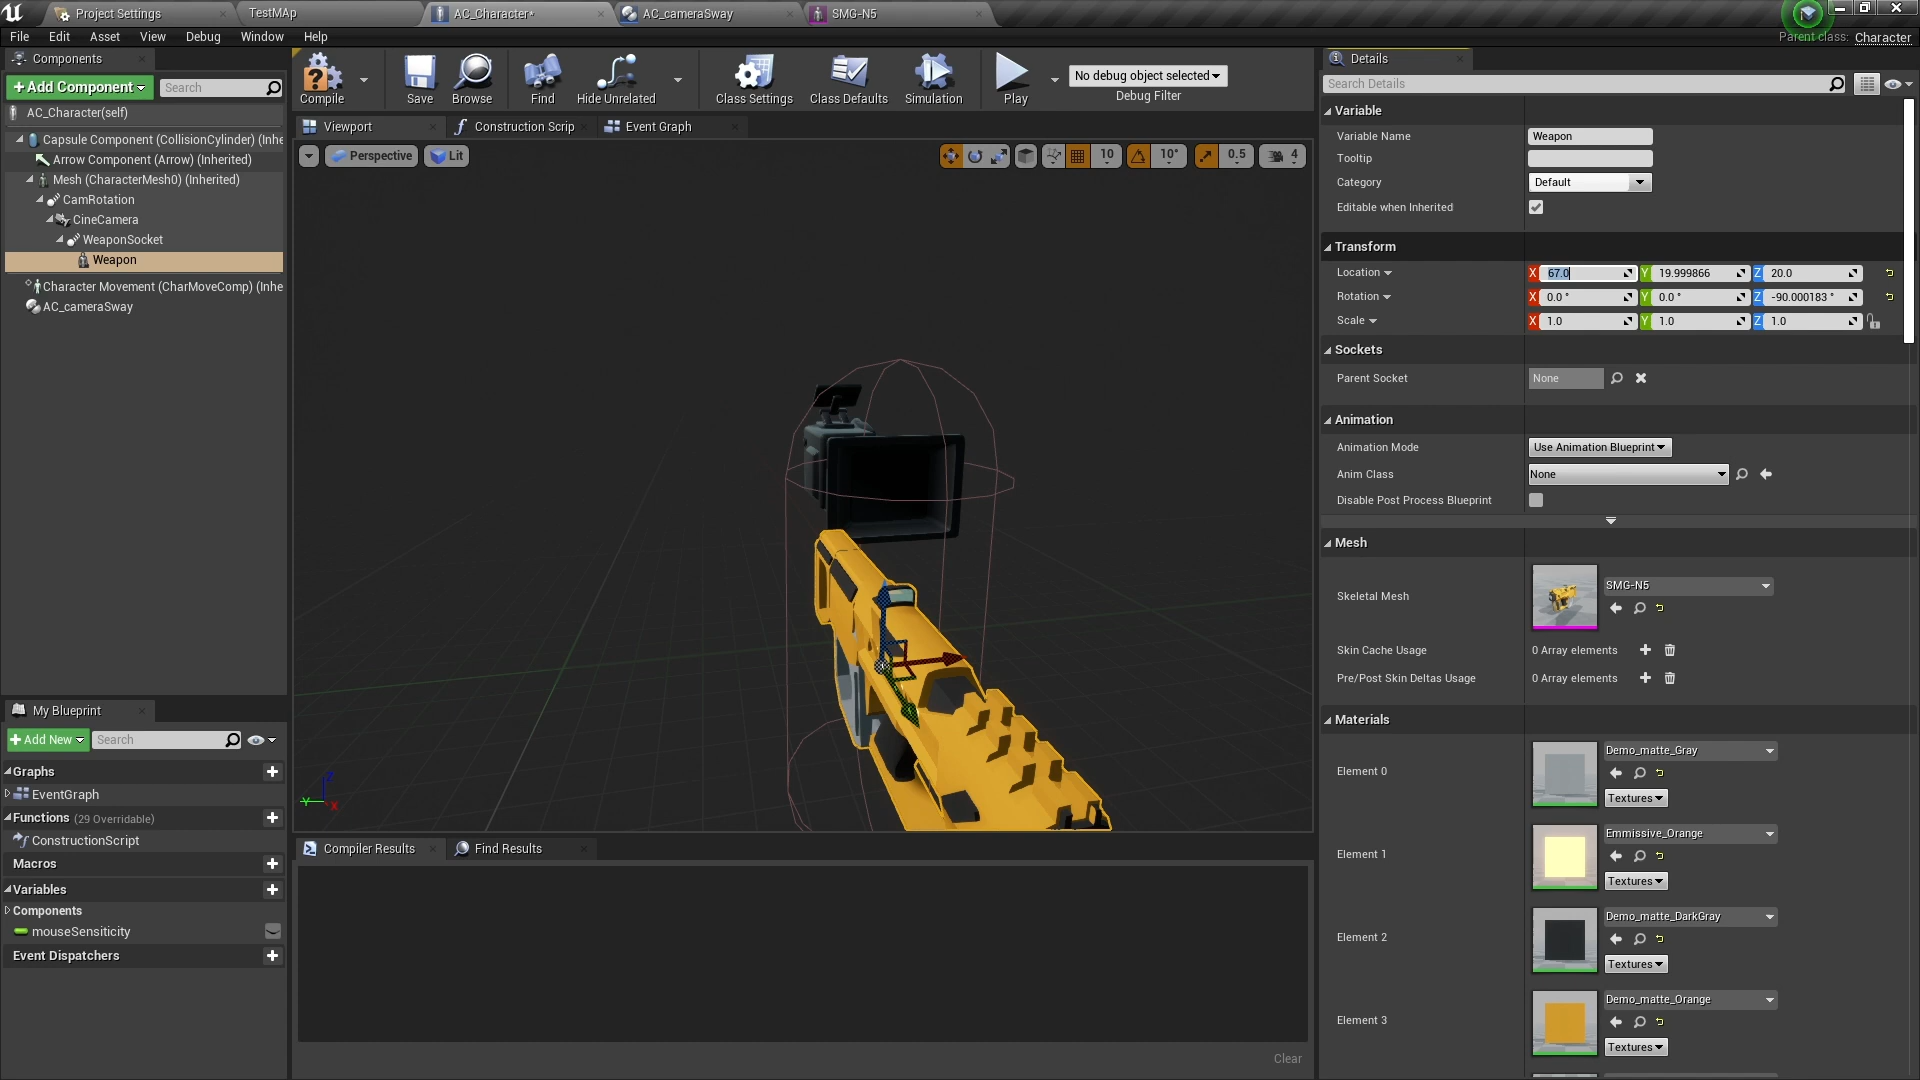 Project Settings
TestMAp
AC_Character*
AC_cameraSway
SMG-N5
File Edit Asset View Debug Window Help
Parent class: Character
Components
+Add Component
Search
AC_Character(self)
Capsule Component (CollisionCylinder) (Inhe
Arrow Component (Arrow) (Inherited)
Mesh (CharacterMesh0) (Inherited)
CamRotation
CineCamera
WeaponSocket
Weapon
Character Movement (CharMoveComp) (Inhe
AC_cameraSway
My Blueprint
+Add New
Search
Graphs
EventGraph
Functions (29 Overridable)
ConstructionScript
Macros
Variables
Components
mouseSensiticity
Event Dispatchers
Compile
Save
Browse
Find
Hide Unrelated
Class Settings
Class Defaults
Simulation
Play
No debug object selected
Debug Filter
Viewport
Construction Scrip
Event Graph
Perspective
Lit
10
10°
0.5
4
Z
Y
X
Compiler Results
Find Results
Clear
Details
Search Details
Variable
Variable Name Weapon
Tooltip
Category Default
Editable when Inherited
Transform
Location X 67.0 Y 19.999866 Z 20.0
Rotation X 0.0 ° Y 0.0 ° Z -90.000183 °
Scale X 1.0 Y 1.0 Z 1.0
Sockets
Parent Socket None
Animation
Animation Mode Use Animation Blueprint
Anim Class None
Disable Post Process Blueprint
Mesh
Skeletal Mesh SMG-N5
Skin Cache Usage 0 Array elements
Pre/Post Skin Deltas Usage 0 Array elements
Materials
Element 0 Demo_matte_Gray
Textures
Element 1 Emmissive_Orange
Textures
Element 2 Demo_matte_DarkGray
Textures
Element 3 Demo_matte_Orange
Textures